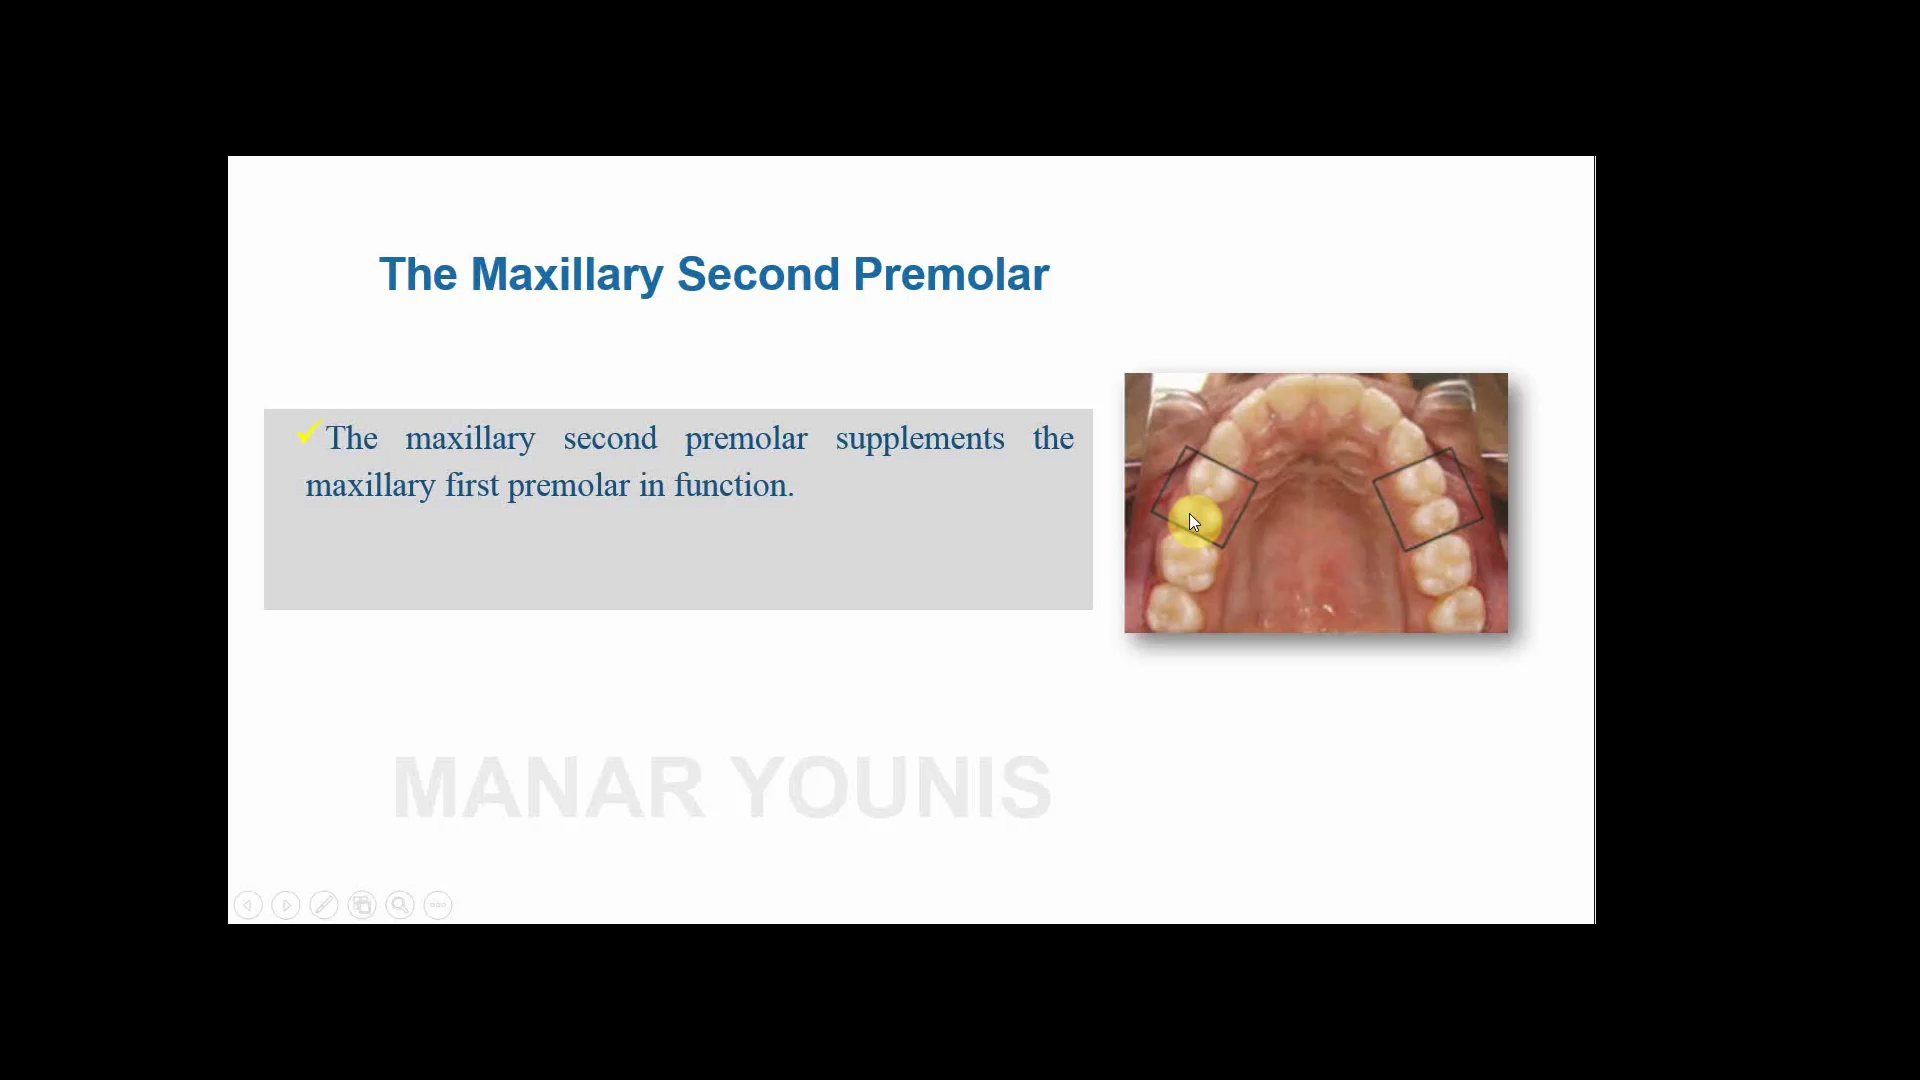 The Maxillary Second Premolar
The maxillary second premolar supplements the
maxillary first premolar in function.
MANAR YOUNIS